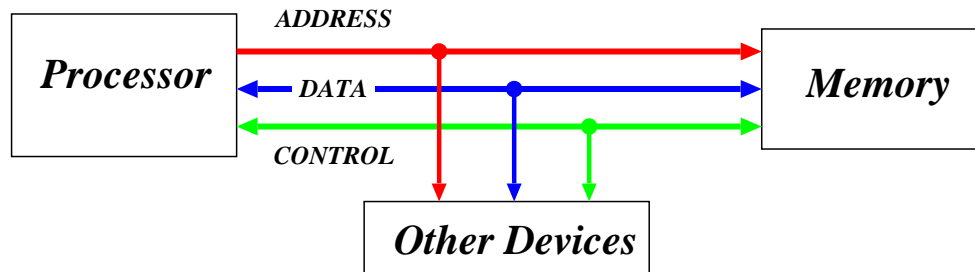 ADDRESS
Processor
DATA
Memory
CONTROL
Other Devices